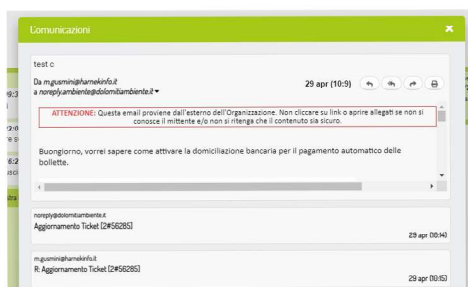 Comunicazioni
test c
Da m.gusmini@harnekinfo.it
a noreply.ambiente@dolomitiambiente.it
29 apr (10:9)
ATTENZIONE: Questa email proviene dall'esterno dell'Organizzazione. Non cliccare su link o aprire allegati se non si
conosce il mittente e/o non si ritenga che il contenuto sia sicuro.
Buongiorno, vorrei sapere come attivare la domiciliazione bancaria per il pagamento automatico delle
bollette.
noreply@dolomitiambiente.it
Aggiornamento Ticket [2#56285]
29 apr (10:14)
m.gusmini@harnekinfo.it
R: Aggiornamento Ticket [2#56285]
29 apr (10:15)